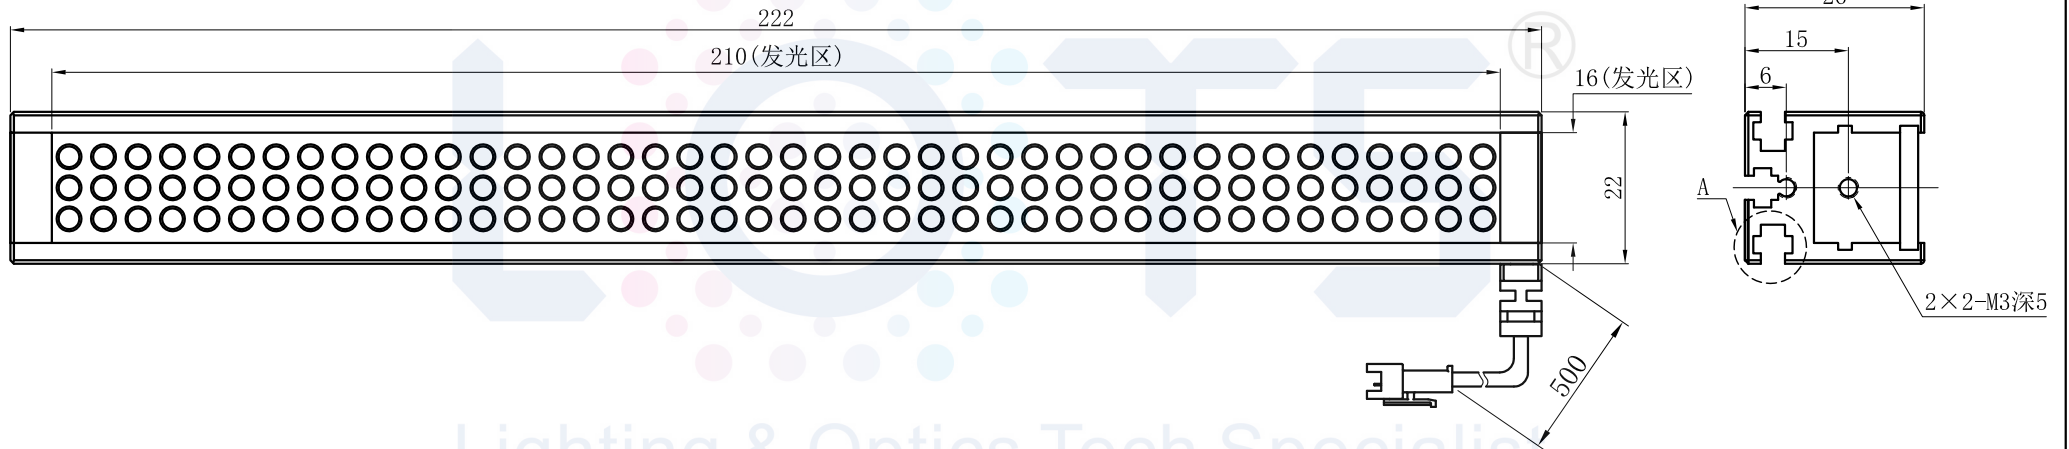 222
210(发光区)
16(发光区)
22
500
15
6
A
2×2-M3深5
LOTS®
Lighting & Optics Tech Specialist